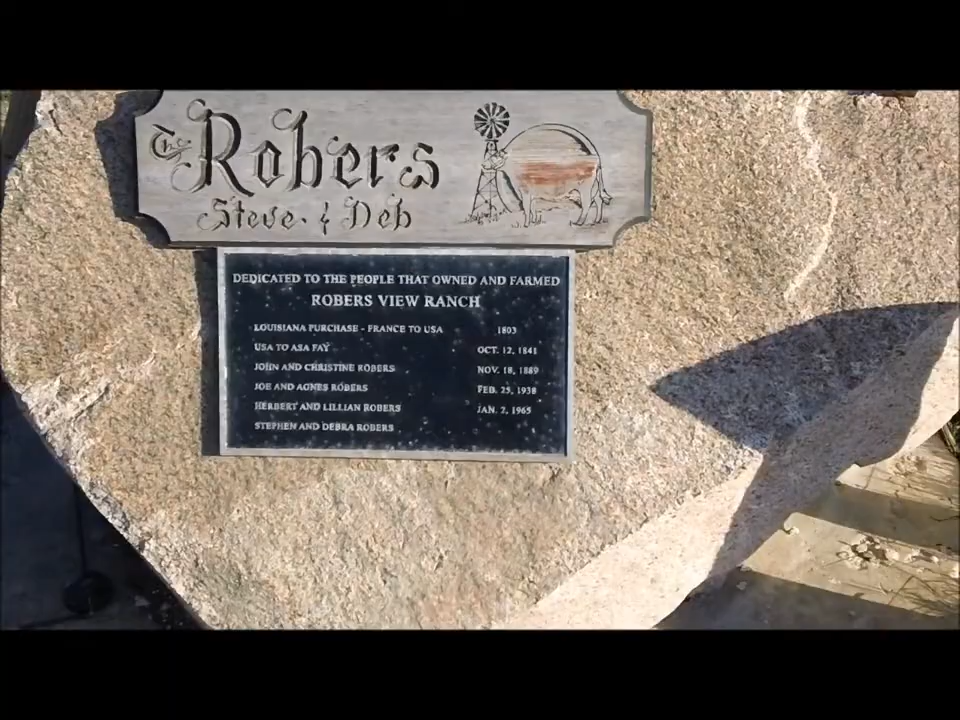 The Robers
Steve & Deb
DEDICATED TO THE PEOPLE THAT OWNED AND FARMED
ROBERS VIEW RANCH
LOUISIANA PURCHASE - FRANCE TO USA 1803
USA TO ASA FAY OCT. 12, 1841
JOHN AND CHRISTINE ROBERS NOV. 18, 1889
JOE AND AGNES ROBERS FEB. 25, 1938
HERBERT AND LILLIAN ROBERS JAN. 2, 1965
STEPHEN AND DEBRA ROBERS